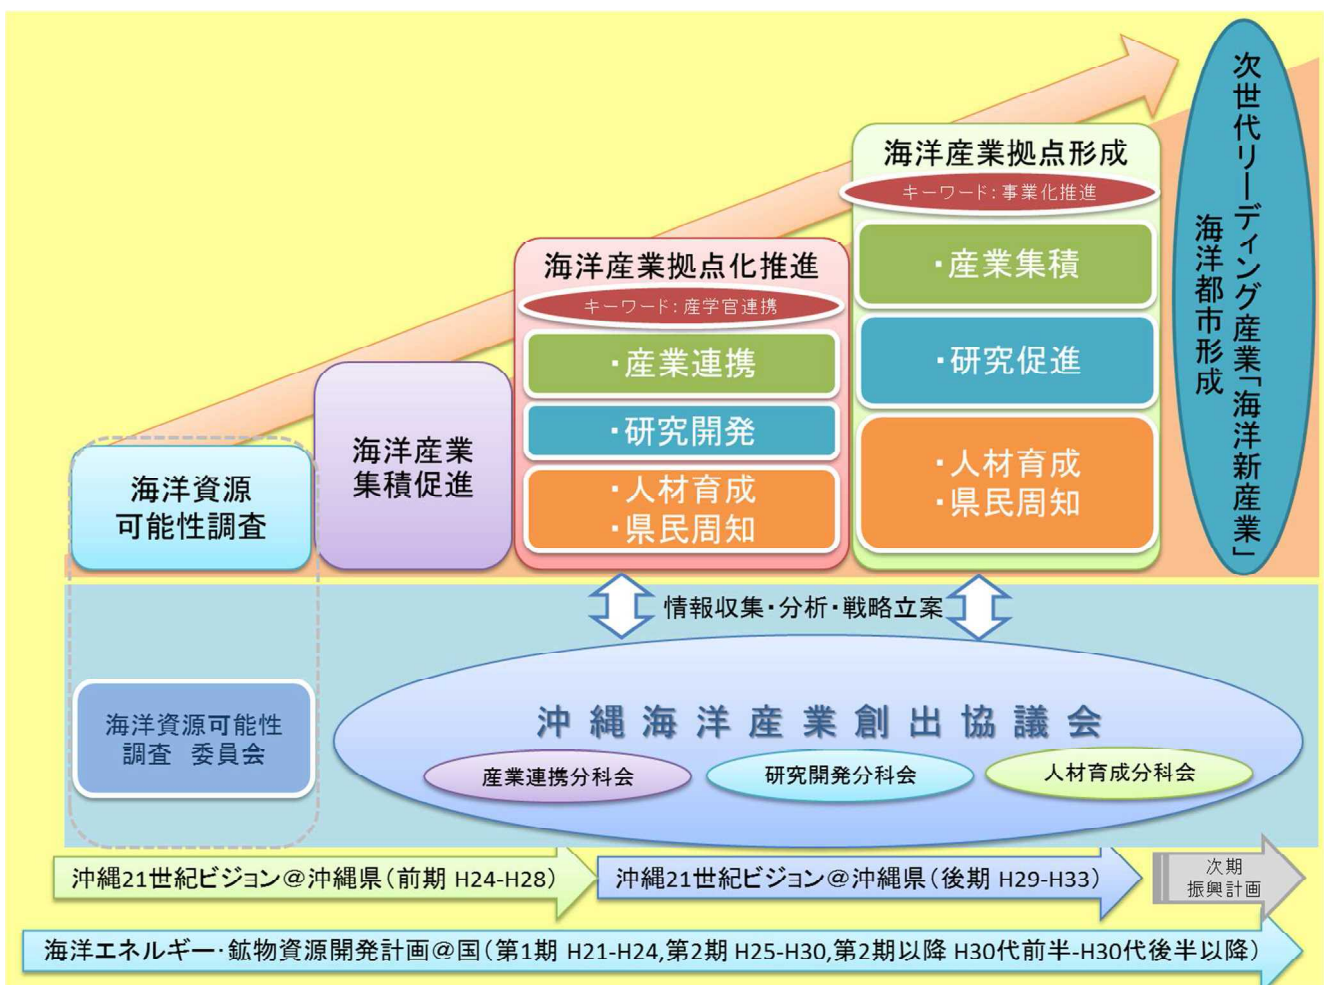 次世代リーディング産業「海洋新産業」
海洋都市形成
海洋産業拠点形成
キーワード：事業化推進
・産業集積
・研究促進
・人材育成
・県民周知
海洋産業拠点化推進
キーワード：産学官連携
・産業連携
・研究開発
・人材育成
・県民周知
海洋産業
集積促進
海洋資源
可能性調査
情報収集・分析・戦略立案
海洋資源可能性
調査　委員会
沖縄海洋産業創出協議会
産業連携分科会
研究開発分科会
人材育成分科会
沖縄21世紀ビジョン＠沖縄県（前期 H24-H28）
沖縄21世紀ビジョン＠沖縄県（後期 H29-H33）
次期
振興計画
海洋エネルギー・鉱物資源開発計画＠国（第1期 H21-H24,第2期 H25-H30,第2期以降 H30代前半-H30代後半以降）